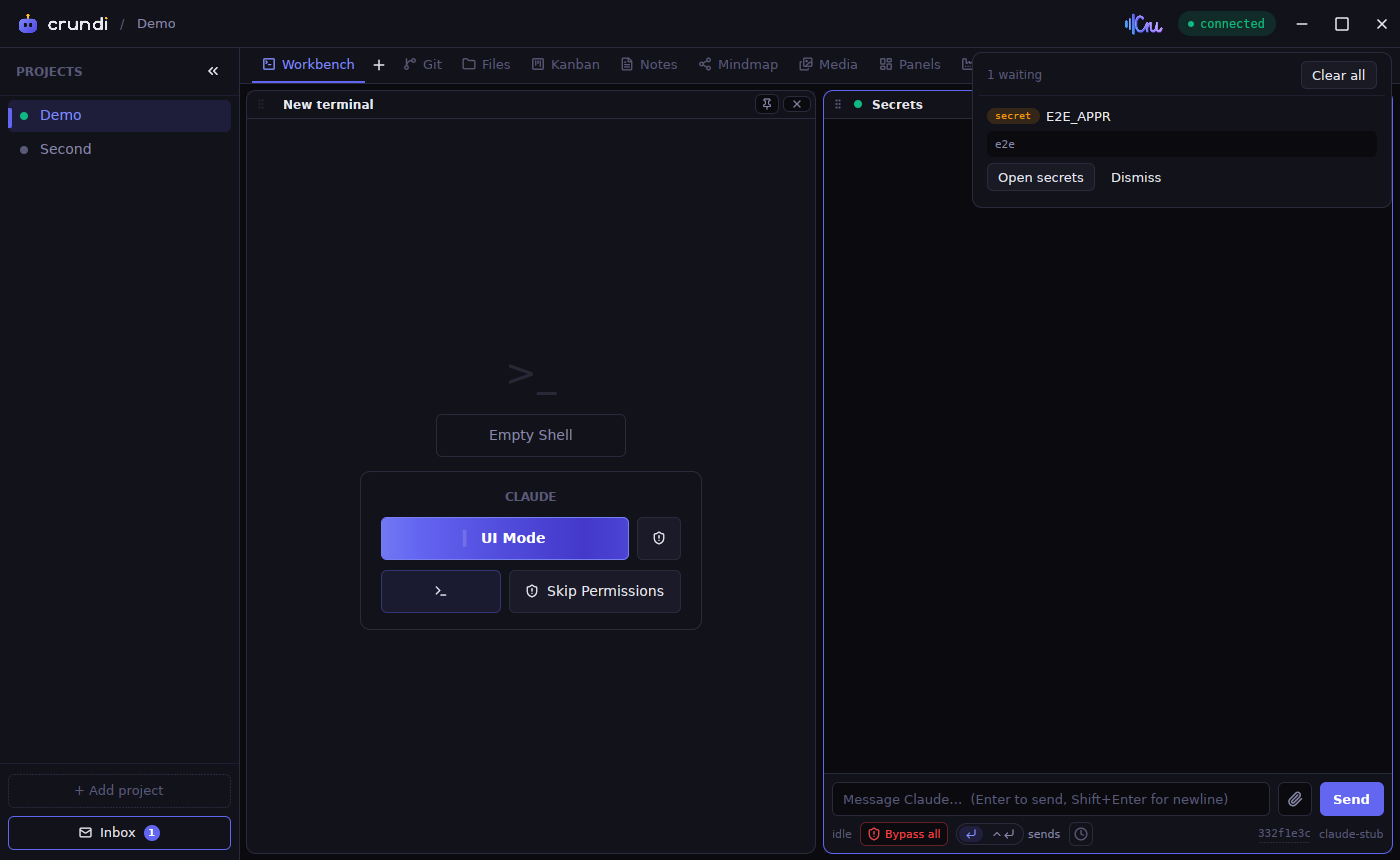 crundi / Demo
Cru
connected
PROJECTS
Demo
Second
+ Add project
Inbox 1
Workbench
Git
Files
Kanban
Notes
Mindmap
Media
Panels
New terminal
>_
Empty Shell
CLAUDE
UI Mode
Skip Permissions
Secrets
1 waiting
Clear all
secret E2E_APPR
e2e
Open secrets
Dismiss
Message Claude... (Enter to send, Shift+Enter for newline)
Send
idle
Bypass all
sends
332f1e3c claude-stub